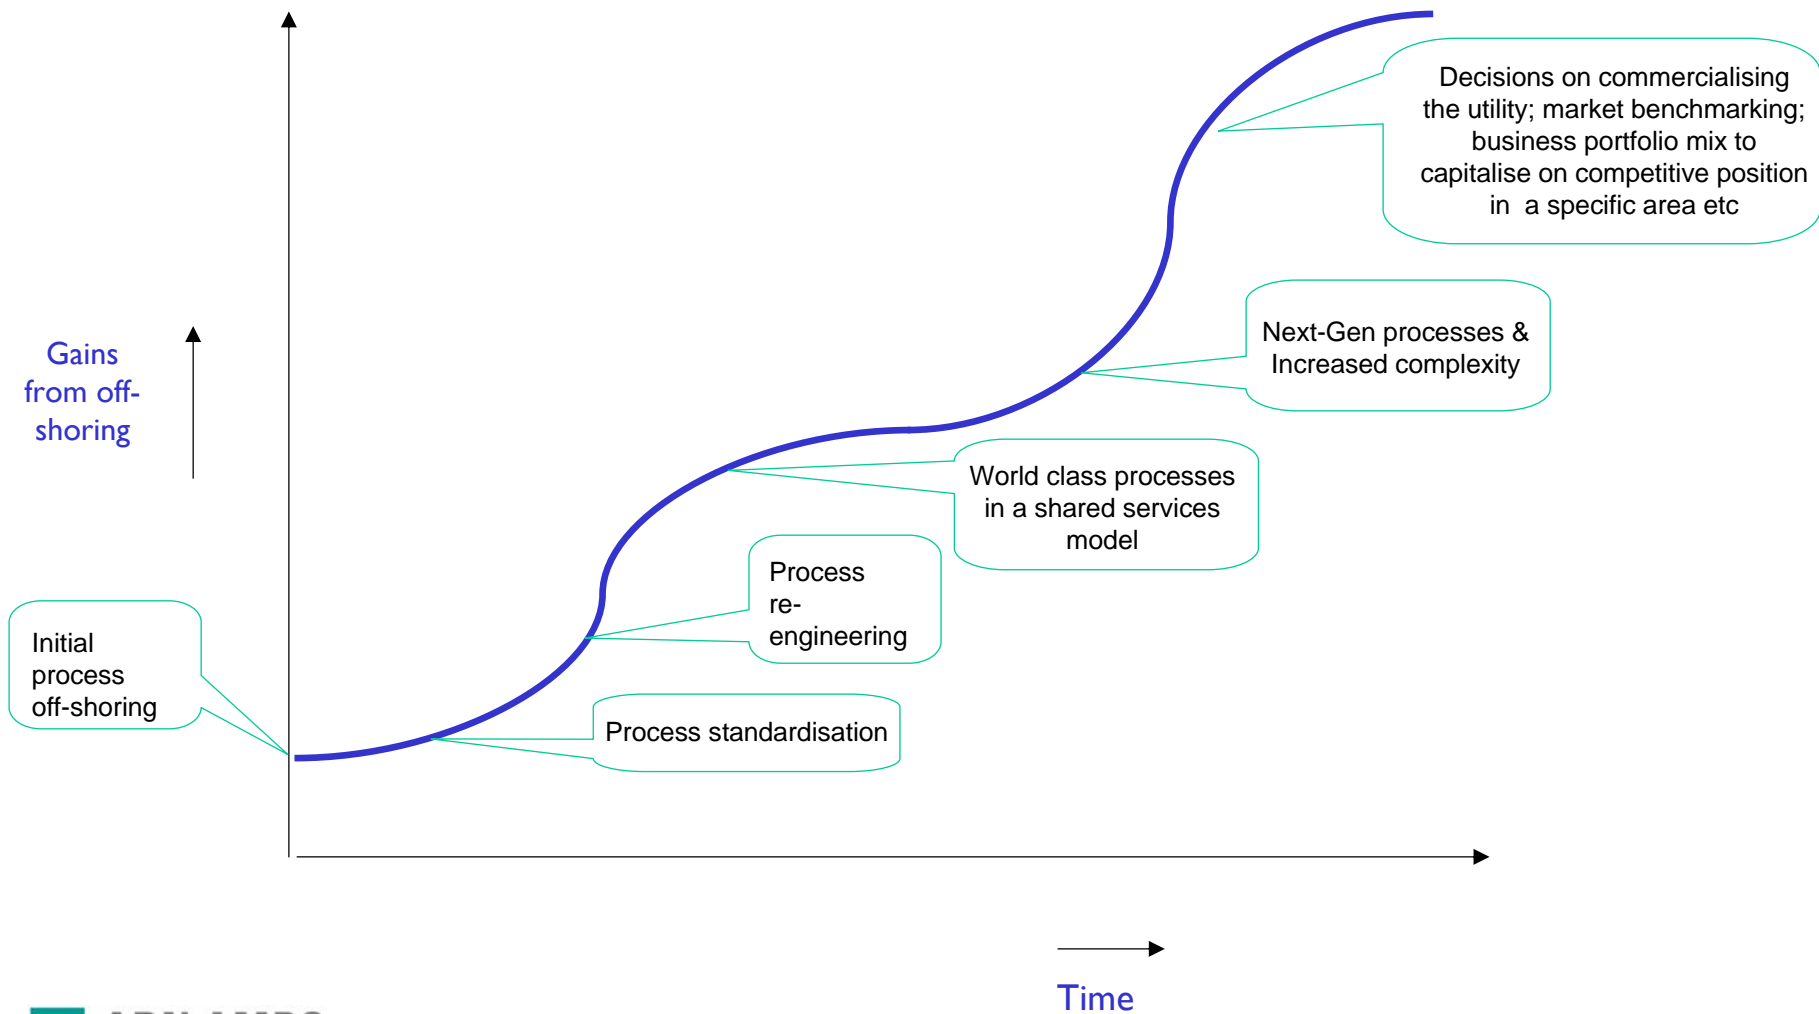 Decisions on commercialising
the utility; market benchmarking;
business portfolio mix to
capitalise on competitive position
in a specific area etc
Next-Gen processes &
Increased complexity
Gains
from off-
shoring
World class processes
in a shared services
model
Process
re-
engineering
Initial
process
off-shoring
Process standardisation
Time